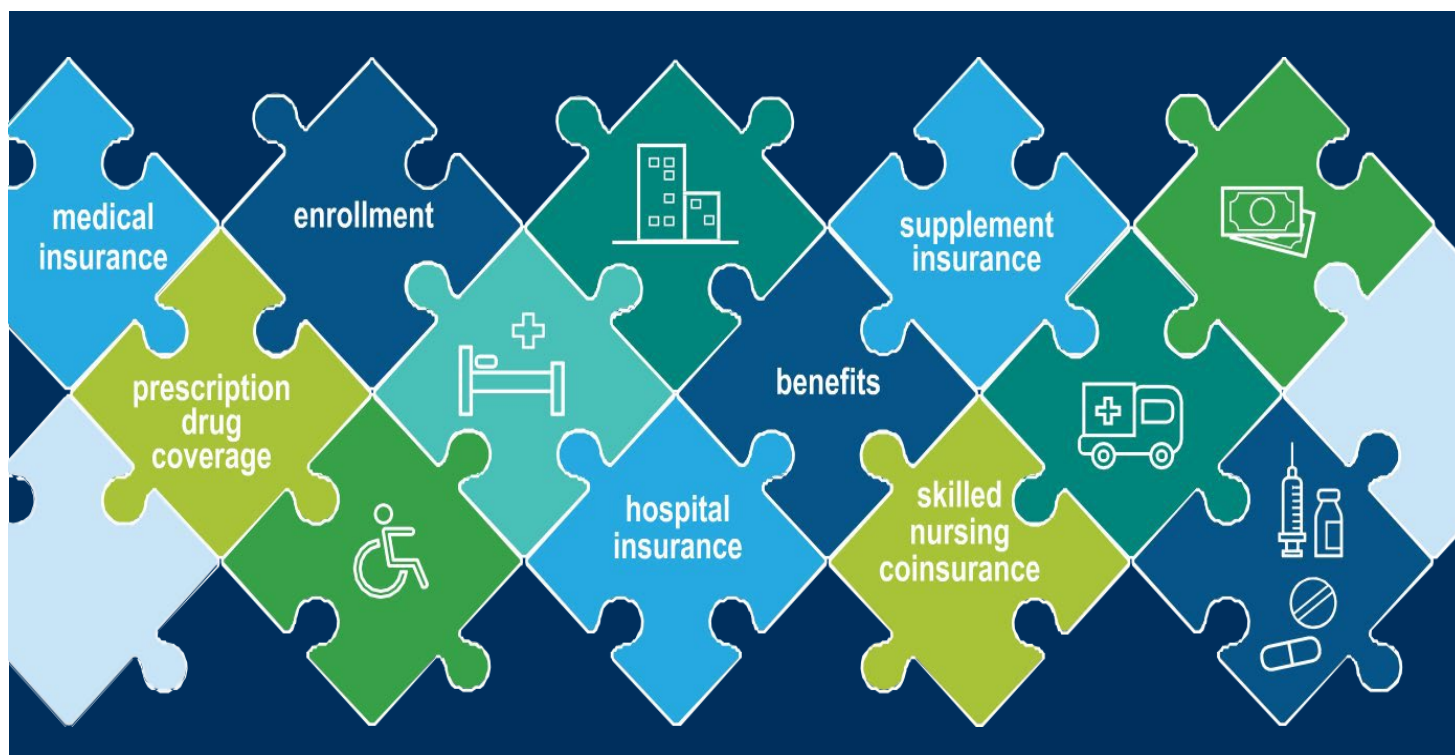 medical
insurance
enrollment
supplement
insurance
prescription
drug
coverage
benefits
hospital
insurance
skilled
nursing
coinsurance